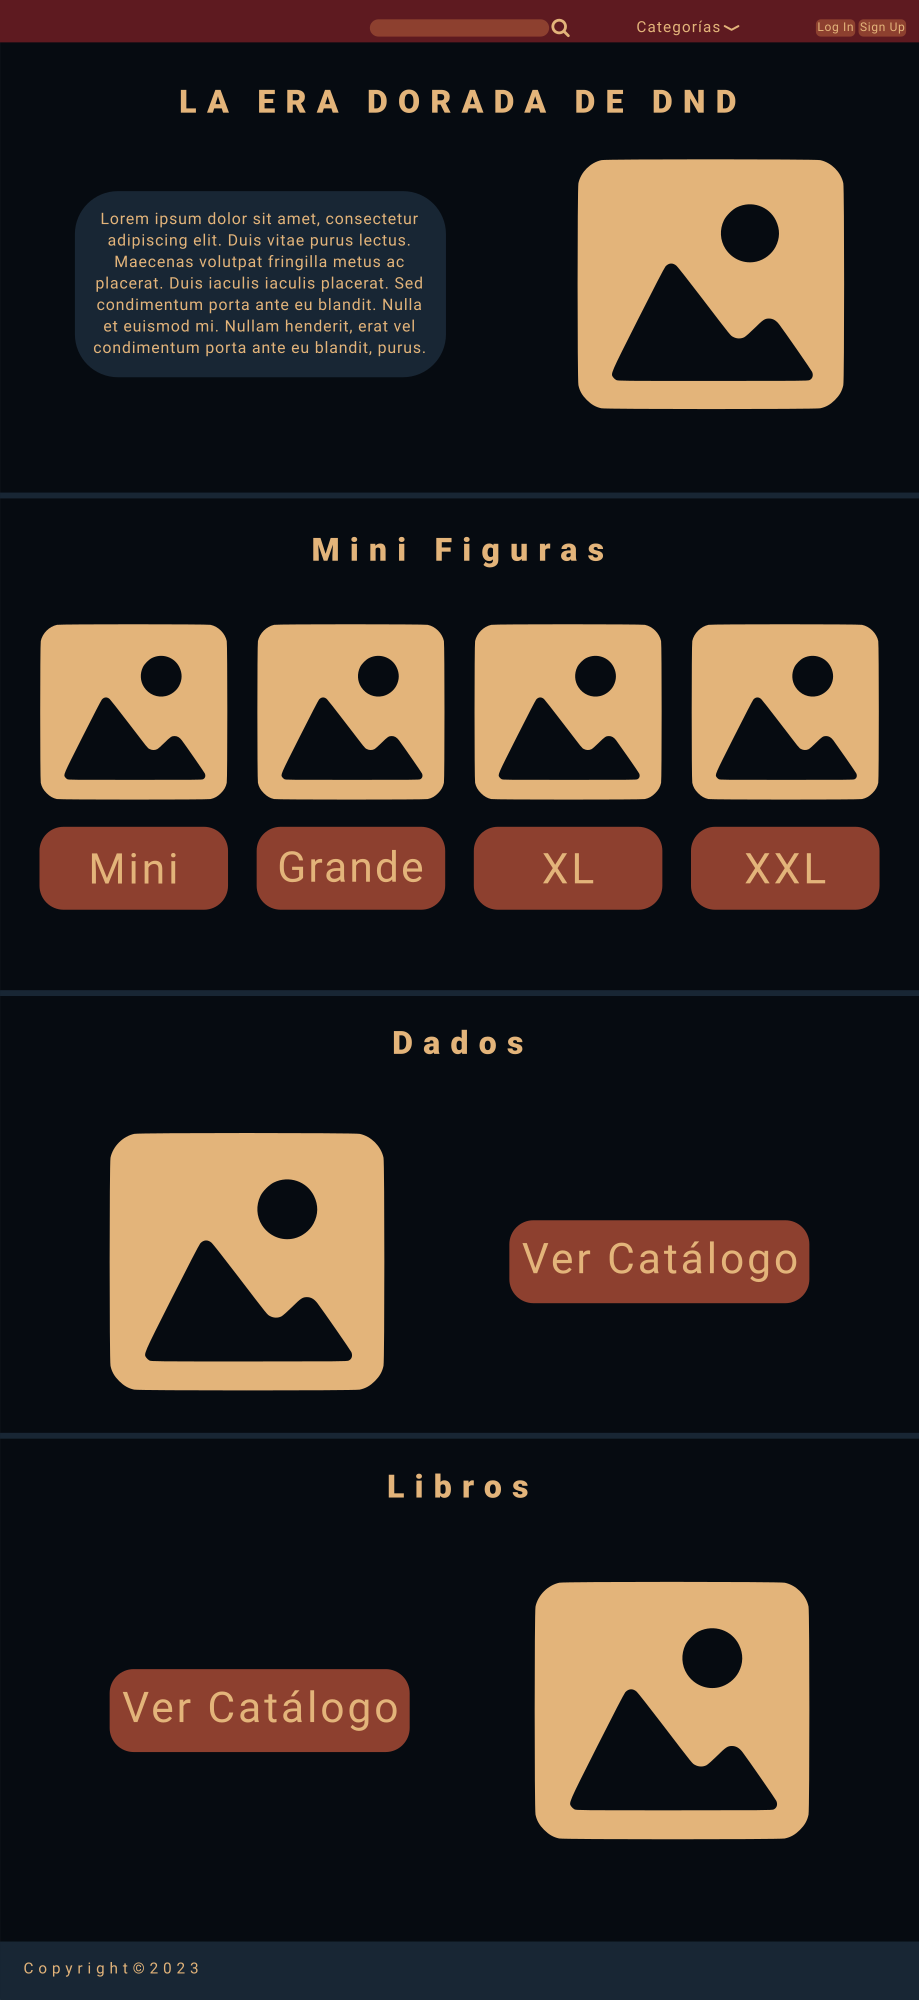 Categorías
Log In
Sign Up
LA ERA DORADA DE DND
Lorem ipsum dolor sit amet, consectetur
adipiscing elit. Duis vitae purus lectus.
Maecenas volutpat fringilla metus ac
placerat. Duis iaculis iaculis placerat. Sed
condimentum porta ante eu blandit. Nulla
et euismod mi. Nullam henderit, erat vel
condimentum porta ante eu blandit, purus.
Mini Figuras
Mini
Grande
XL
XXL
Dados
Ver Catálogo
Libros
Ver Catálogo
Copyright©2023